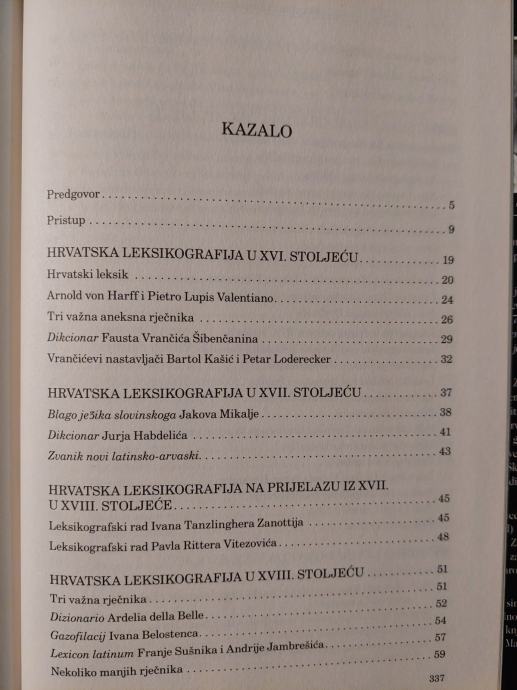 KAZALO
Predgovor 5
Pristup 9
HRVATSKA LEKSIKOGRAFIJA U XVI. STOLJEĆU 19
Hrvatski leksik 20
Arnold von Harff i Pietro Lupis Valentiano 24
Tri važna aneksna rječnika 26
Dikcionar Fausta Vrančića Šibenčanina 29
Vrančićevi nastavljači Bartol Kašić i Petar Loderecker 32
HRVATSKA LEKSIKOGRAFIJA U XVII. STOLJEĆU 37
Blago jeʒika slovinskoga Jakova Mikalje 38
Dikcionar Jurja Habdelića 41
Zvanik novi latinsko-arvaski 43
HRVATSKA LEKSIKOGRAFIJA NA PRIJELAZU IZ XVII.
U XVIII. STOLJEĆE 45
Leksikografski rad Ivana Tanzlinghera Zanottija 45
Leksikografski rad Pavla Rittera Vitezovića 48
HRVATSKA LEKSIKOGRAFIJA U XVIII. STOLJEĆU 51
Tri važna rječnika 51
Dizionario Ardelia della Belle 52
Gazofilacij Ivana Belostenca 54
Lexicon latinum Franje Sušnika i Andrije Jambrešića 57
Nekoliko manjih rječnika 59
337